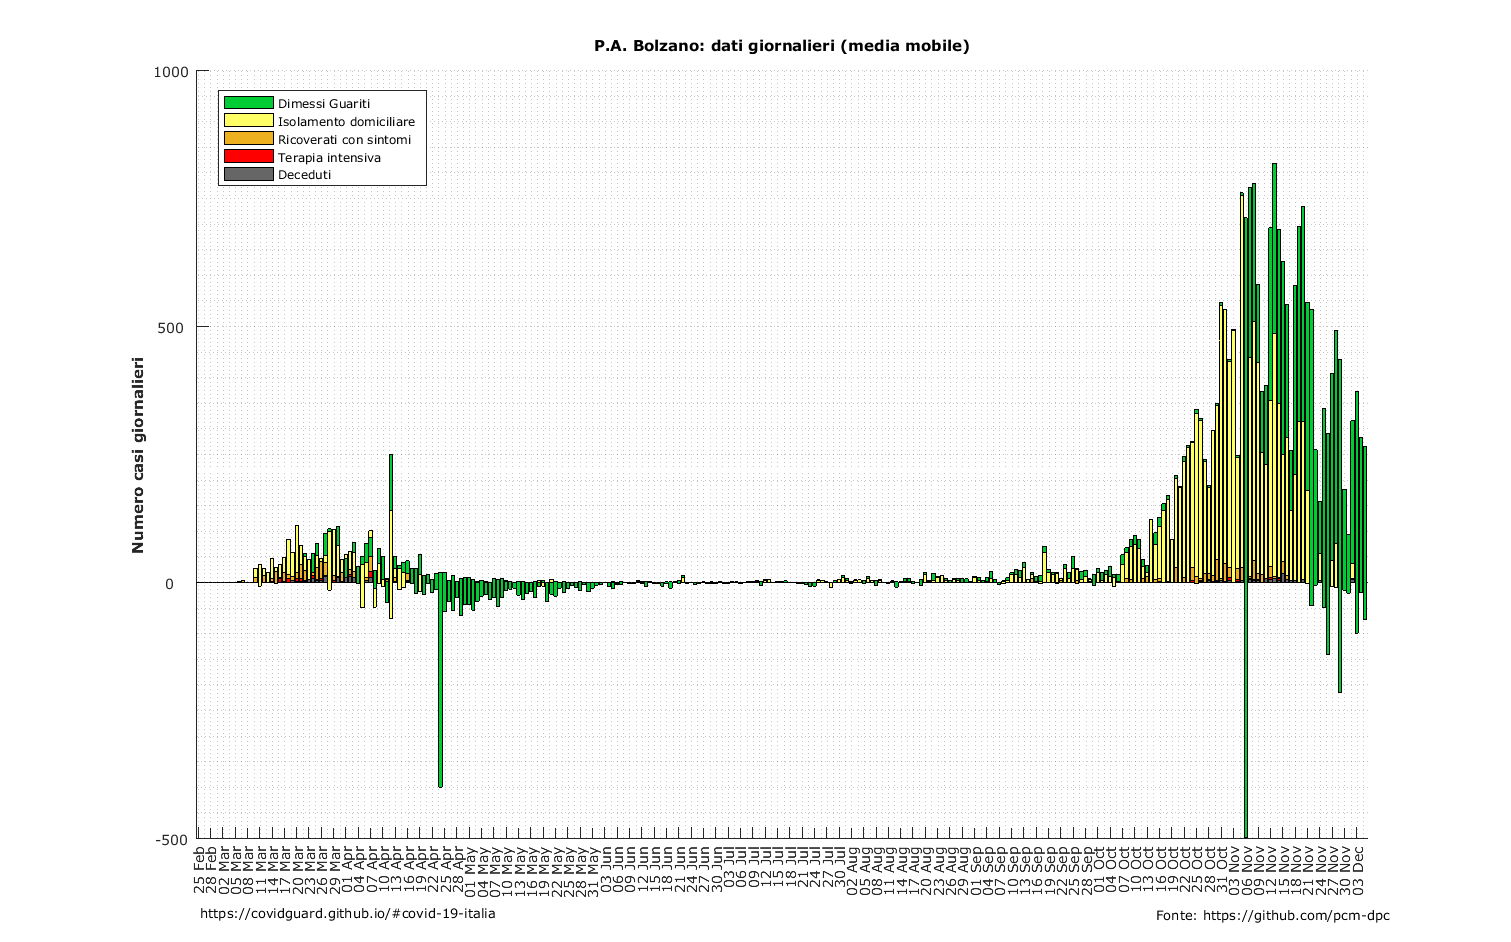 P.A. Bolzano: dati giornalieri (media mobile)
1000
500
0
-500
Numero casi giornalieri
Dimessi Guariti
Isolamento domiciliare
Ricoverati con sintomi
Terapia intensiva
Deceduti
25 Feb
28 Feb
02 Mar
05 Mar
08 Mar
11 Mar
14 Mar
17 Mar
20 Mar
23 Mar
26 Mar
29 Mar
01 Apr
04 Apr
07 Apr
10 Apr
13 Apr
16 Apr
19 Apr
22 Apr
25 Apr
28 Apr
01 May
04 May
07 May
10 May
13 May
16 May
19 May
22 May
25 May
28 May
31 May
03 Jun
06 Jun
09 Jun
12 Jun
15 Jun
18 Jun
21 Jun
24 Jun
27 Jun
30 Jun
03 Jul
06 Jul
09 Jul
12 Jul
15 Jul
18 Jul
21 Jul
24 Jul
27 Jul
30 Jul
02 Aug
05 Aug
08 Aug
11 Aug
14 Aug
17 Aug
20 Aug
23 Aug
26 Aug
29 Aug
01 Sep
04 Sep
07 Sep
10 Sep
13 Sep
16 Sep
19 Sep
22 Sep
25 Sep
28 Sep
01 Oct
04 Oct
07 Oct
10 Oct
13 Oct
16 Oct
19 Oct
22 Oct
25 Oct
28 Oct
31 Oct
03 Nov
06 Nov
09 Nov
12 Nov
15 Nov
18 Nov
21 Nov
24 Nov
27 Nov
30 Nov
03 Dec
https://covidguard.github.io/#covid-19-italia
Fonte: https://github.com/pcm-dpc